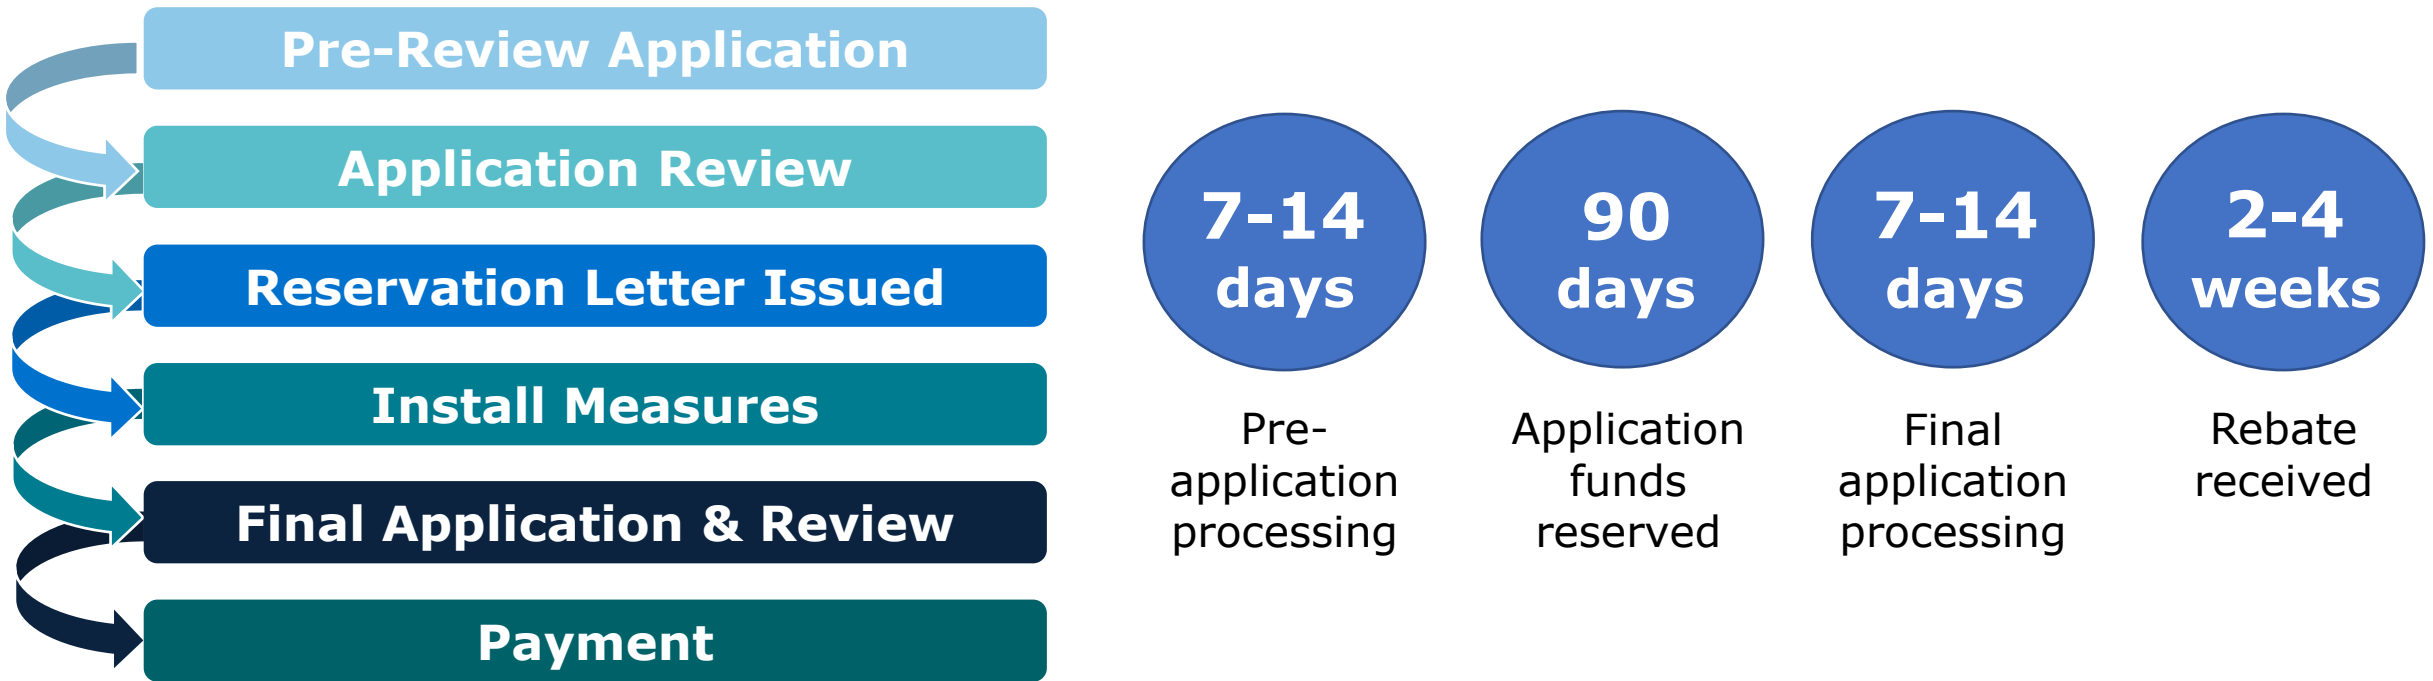 Pre-Review Application
Application Review
Reservation Letter Issued
Install Measures
Final Application & Review
Payment
7-14
days
Pre-
application
processing
90
days
Application
funds
reserved
7-14
days
Final
application
processing
2-4
weeks
Rebate
received